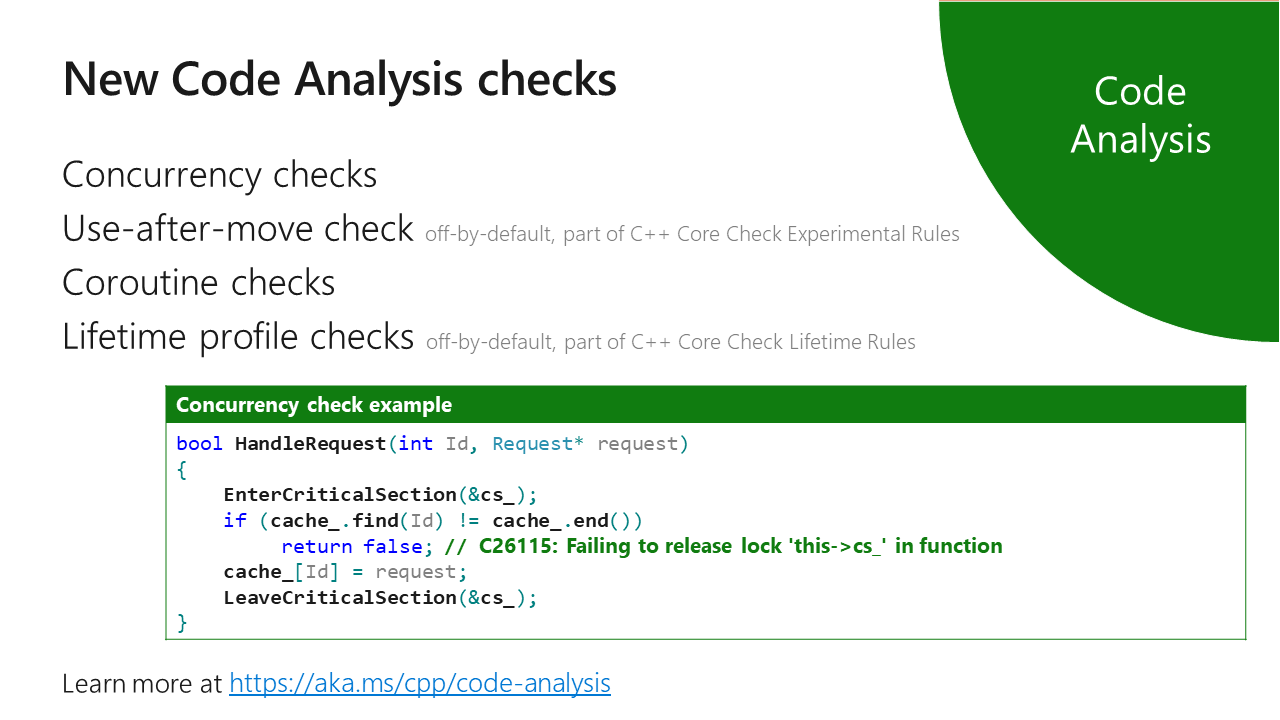 New Code Analysis checks
Code
Analysis
Concurrency checks
Use-after-move check off-by-default, part of C++ Core Check Experimental Rules
Coroutine checks
Lifetime profile checks off-by-default, part of C++ Core Check Lifetime Rules
Concurrency check example
bool HandleRequest(int Id, Request* request)
{
    EnterCriticalSection(&cs_);
    if (cache_.find(Id) != cache_.end())
         return false; // C26115: Failing to release lock 'this->cs_' in function
    cache_[Id] = request;
    LeaveCriticalSection(&cs_);
}
Learn more at https://aka.ms/cpp/code-analysis